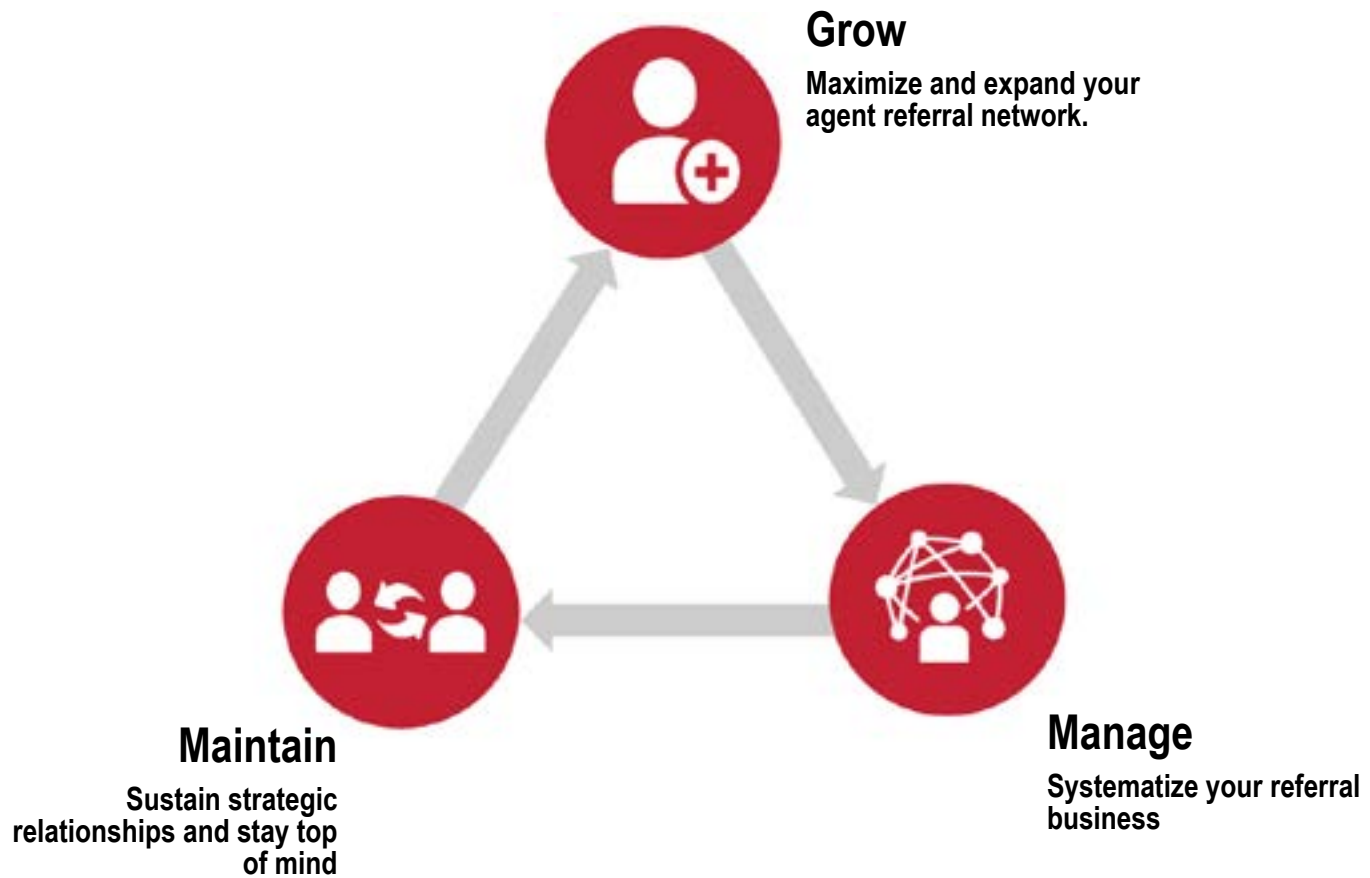 Grow
Maximize and expand your
agent referral network.
Maintain
Sustain strategic
relationships and stay top
of mind
Manage
Systematize your referral
business